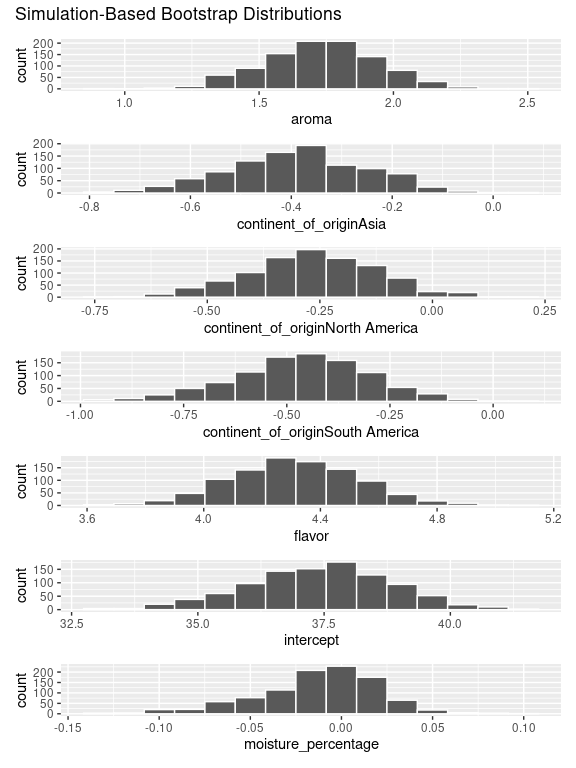 Simulation-Based Bootstrap Distributions
count
200
150
100
50
0
1.0 1.5 2.0 2.5
aroma
count
200
150
100
50
0
-0.8 -0.6 -0.4 -0.2 0.0
continent_of_originAsia
count
200
150
100
50
0
-0.75 -0.50 -0.25 0.00 0.25
continent_of_originNorth America
count
150
100
50
0
-1.00 -0.75 -0.50 -0.25 0.00
continent_of_originSouth America
count
150
100
50
0
3.6 4.0 4.4 4.8 5.2
flavor
count
150
100
50
0
32.5 35.0 37.5 40.0
intercept
count
200
150
100
50
0
-0.15 -0.10 -0.05 0.00 0.05 0.10
moisture_percentage